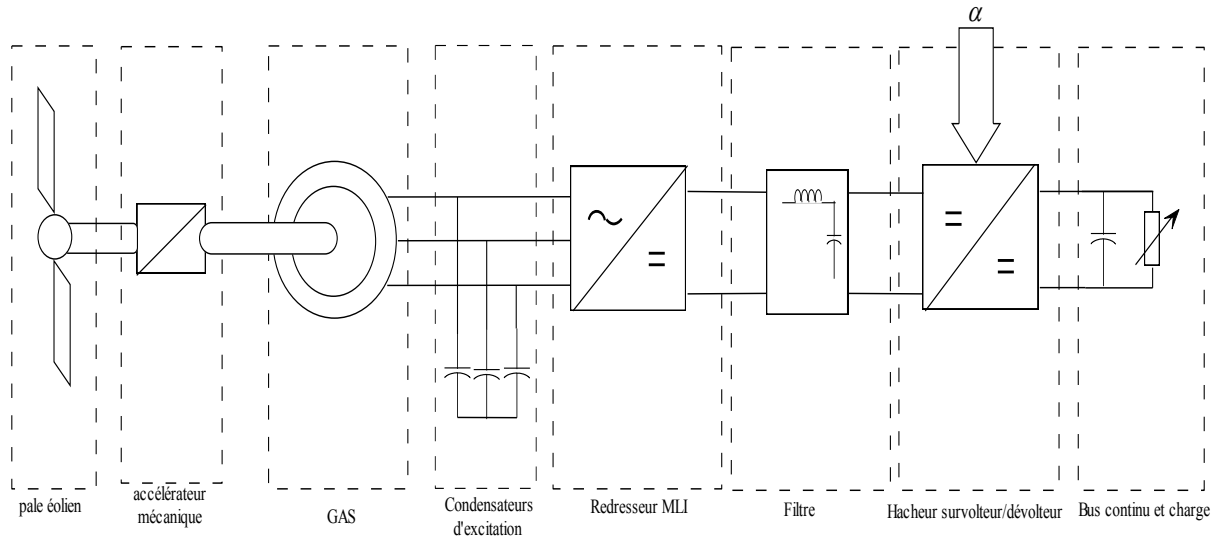 α
pale éolien
accélérateur
mécanique
GAS
Condensateurs
d'excitation
Redresseur MLI
Filtre
Hacheur survolteur/dévolteur
Bus continu et charge